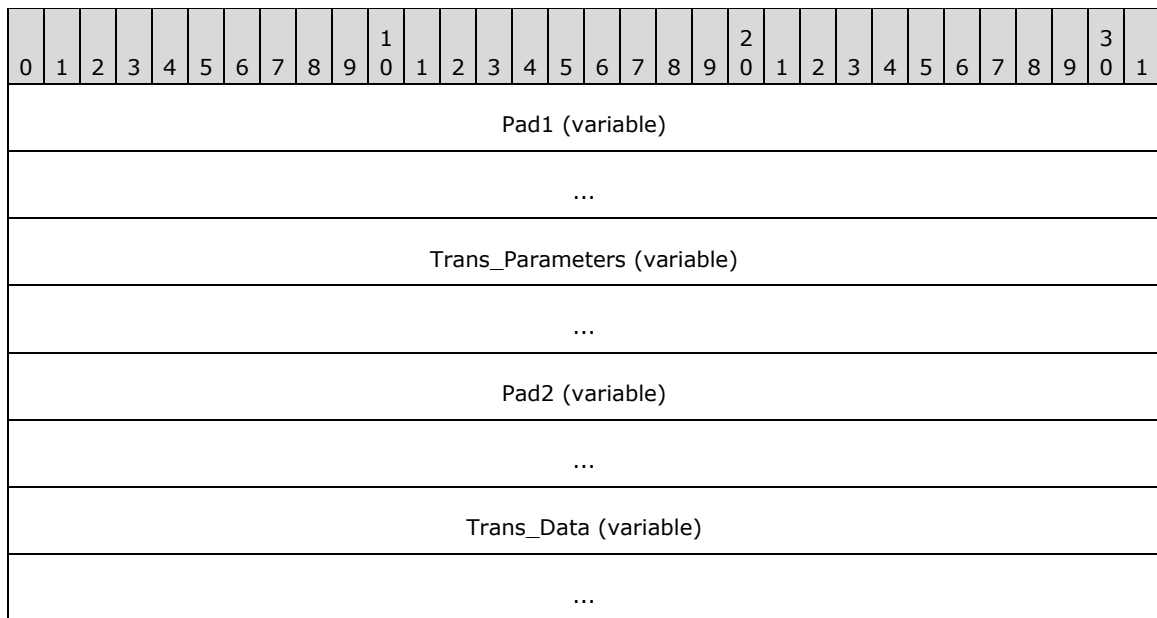 1 2 3
0 1 2 3 4 5 6 7 8 9 0 1 2 3 4 5 6 7 8 9 0 1 2 3 4 5 6 7 8 9 0 1
Pad1 (variable)
...
Trans_Parameters (variable)
...
Pad2 (variable)
...
Trans_Data (variable)
...